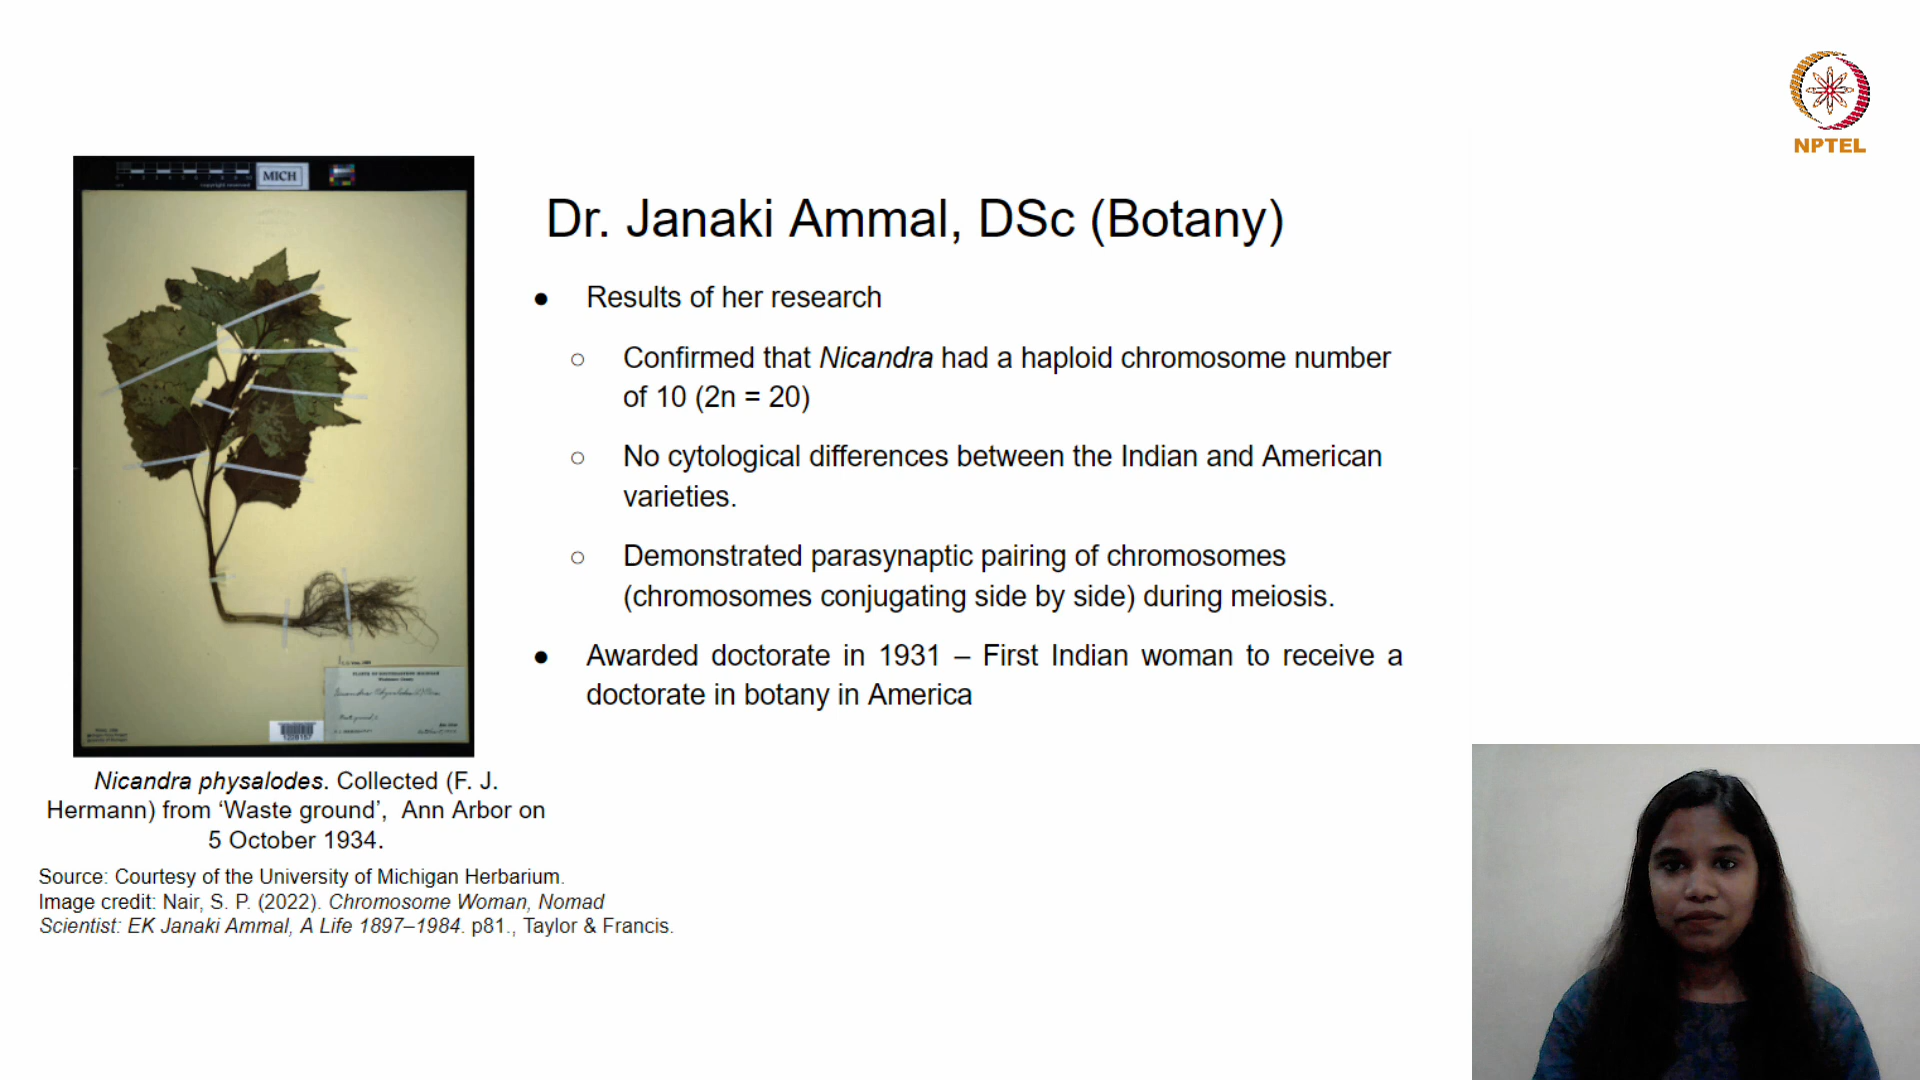 NPTEL
MICH
copyright reserved
Dr. Janaki Ammal, DSc (Botany)
● Results of her research
○ Confirmed that Nicandra had a haploid chromosome number
of 10 (2n = 20)
○ No cytological differences between the Indian and American
varieties.
○ Demonstrated parasynaptic pairing of chromosomes
(chromosomes conjugating side by side) during meiosis.
● Awarded doctorate in 1931 – First Indian woman to receive a
doctorate in botany in America
Nicandra physalodes. Collected (F. J.
Hermann) from ‘Waste ground’, Ann Arbor on
5 October 1934.
Source: Courtesy of the University of Michigan Herbarium.
Image credit: Nair, S. P. (2022). Chromosome Woman, Nomad
Scientist: EK Janaki Ammal, A Life 1897–1984. p81., Taylor & Francis.